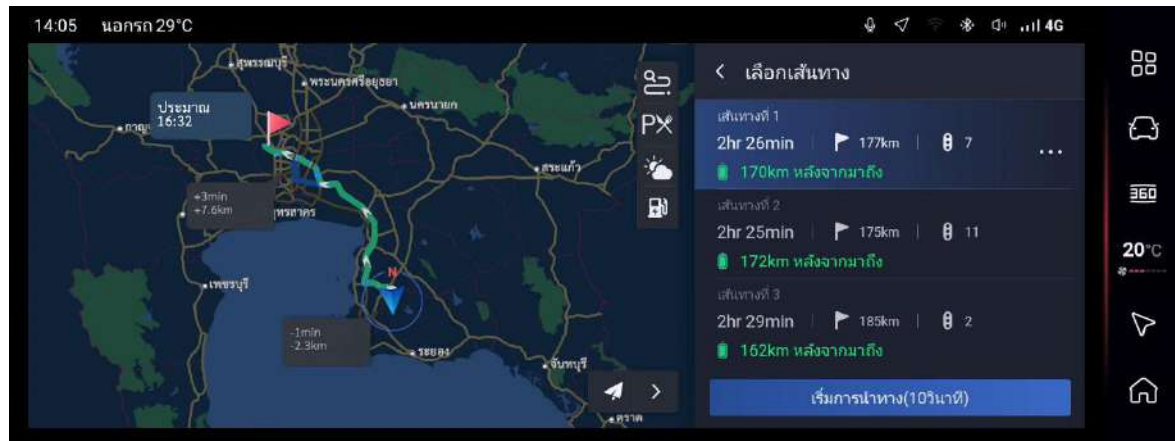 14:05 นอกรถ 29°C
4G
สุพรรณบุรี
พระนครศรีอยุธยา
นครนายก
ประมาณ
16:32
กาญ
สระแก้ว
+3min
+7.6km
มุทรสาคร
N
เพชรบุรี
-1min
-2.3km
ระยอง
จันทบุรี
ตราด
เลือกเส้นทาง
เส้นทางที่ 1
2hr 26min 177km 7
170km หลังจากมาถึง
เส้นทางที่ 2
2hr 25min 175km 11
172km หลังจากมาถึง
เส้นทางที่ 3
2hr 29min 185km 2
162km หลังจากมาถึง
เริ่มการนำทาง(10วินาที)
360
20°C